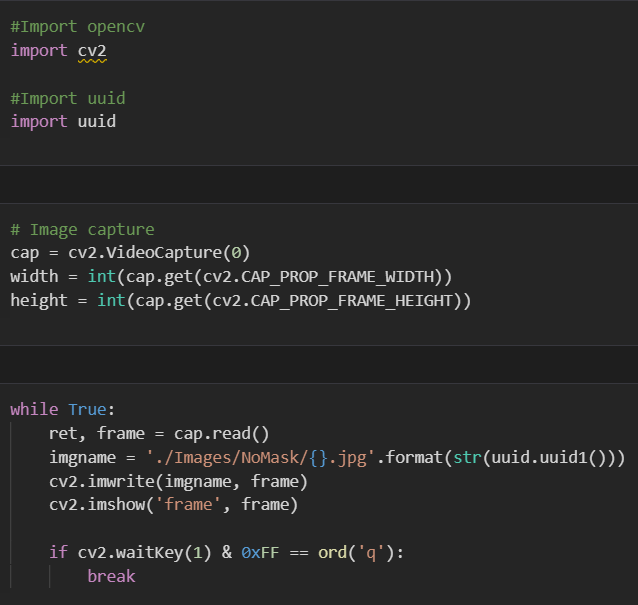 #Import opencv
import cv2
#Import uuid
import uuid
# Image capture
cap = cv2.VideoCapture(0)
width = int(cap.get(cv2.CAP_PROP_FRAME_WIDTH))
height = int(cap.get(cv2.CAP_PROP_FRAME_HEIGHT))
while True:
    ret, frame = cap.read()
    imgname = './Images/NoMask/{}.jpg'.format(str(uuid.uuid1()))
    cv2.imwrite(imgname, frame)
    cv2.imshow('frame', frame)
    if cv2.waitKey(1) & 0xFF == ord('q'):
        break